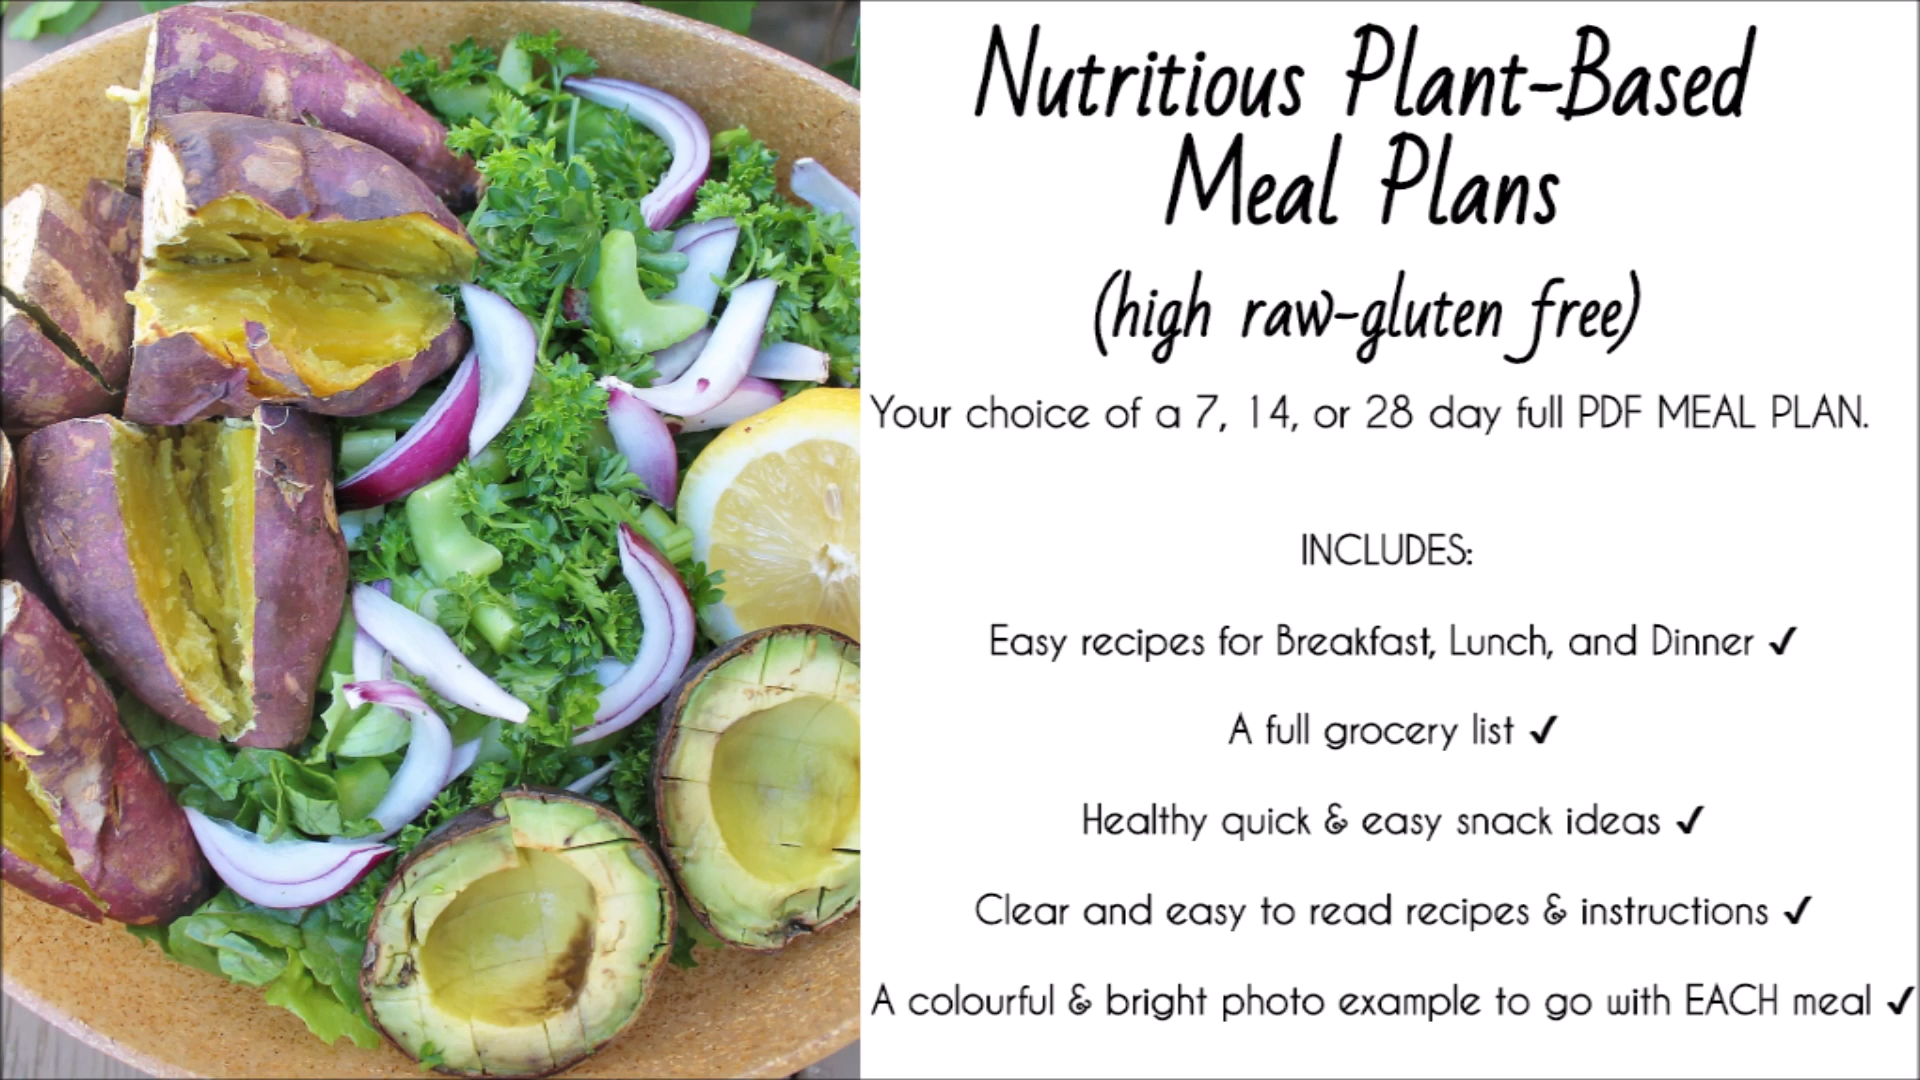 Nutritious Plant-Based
Meal Plans
(high raw-gluten free)
Your choice of a 7, 14, or 28 day full PDF MEAL PLAN.
INCLUDES:
Easy recipes for Breakfast, Lunch, and Dinner ✓
A full grocery list ✓
Healthy quick & easy snack ideas ✓
Clear and easy to read recipes & instructions ✓
A colourful & bright photo example to go with EACH meal ✓